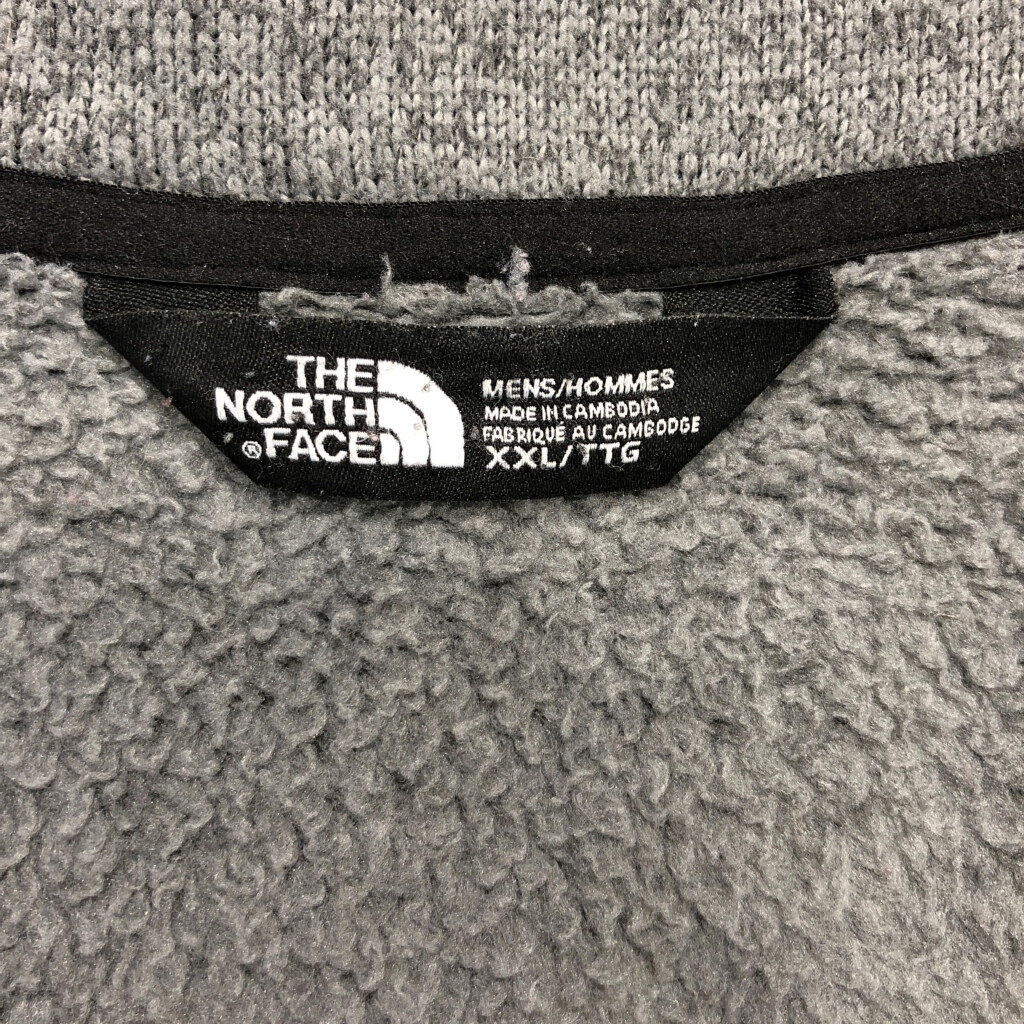 THE
NORTH
® FACE
MENS/HOMMES
MADE IN CAMBODIA
FABRIQUÉ AU CAMBODGE
XXL/TTG